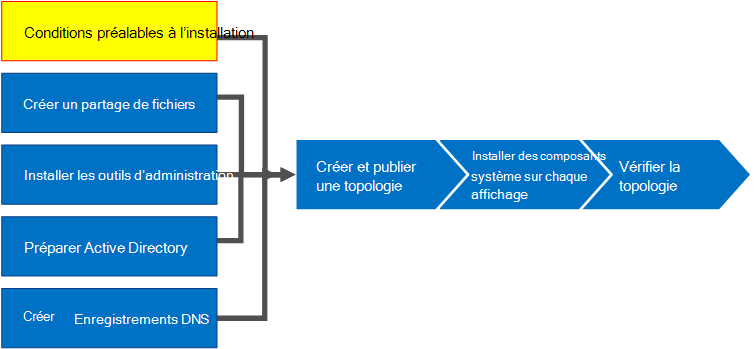 Conditions préalables à l’installation
Créer un partage de fichiers
Installer les outils d’administration
Préparer Active Directory
Créer Enregistrements DNS
Créer et publier
une topologie
Installer des composants
système sur chaque
affichage
Vérifier la
topologie